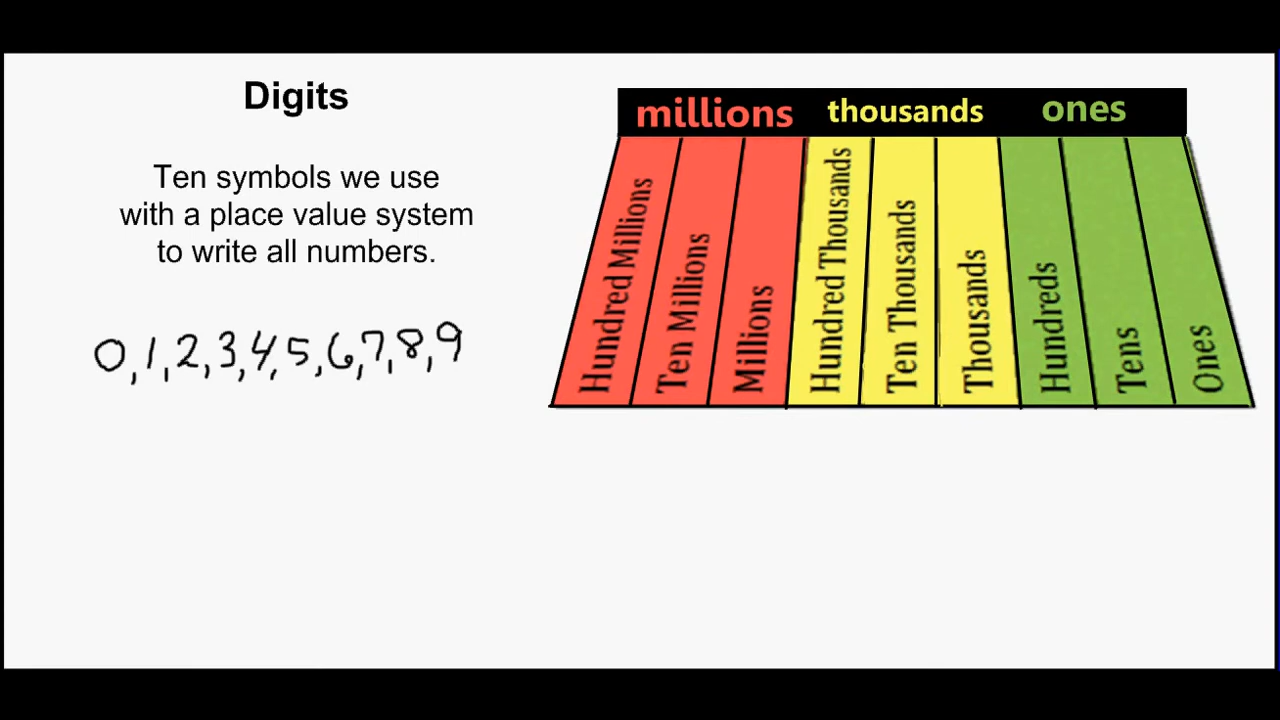 Digits
Ten symbols we use
with a place value system
to write all numbers.
0,1,2,3,4,5,6,7,8,9
millions thousands ones
Hundred Millions
Ten Millions
Millions
Hundred Thousands
Ten Thousands
Thousands
Hundreds
Tens
Ones